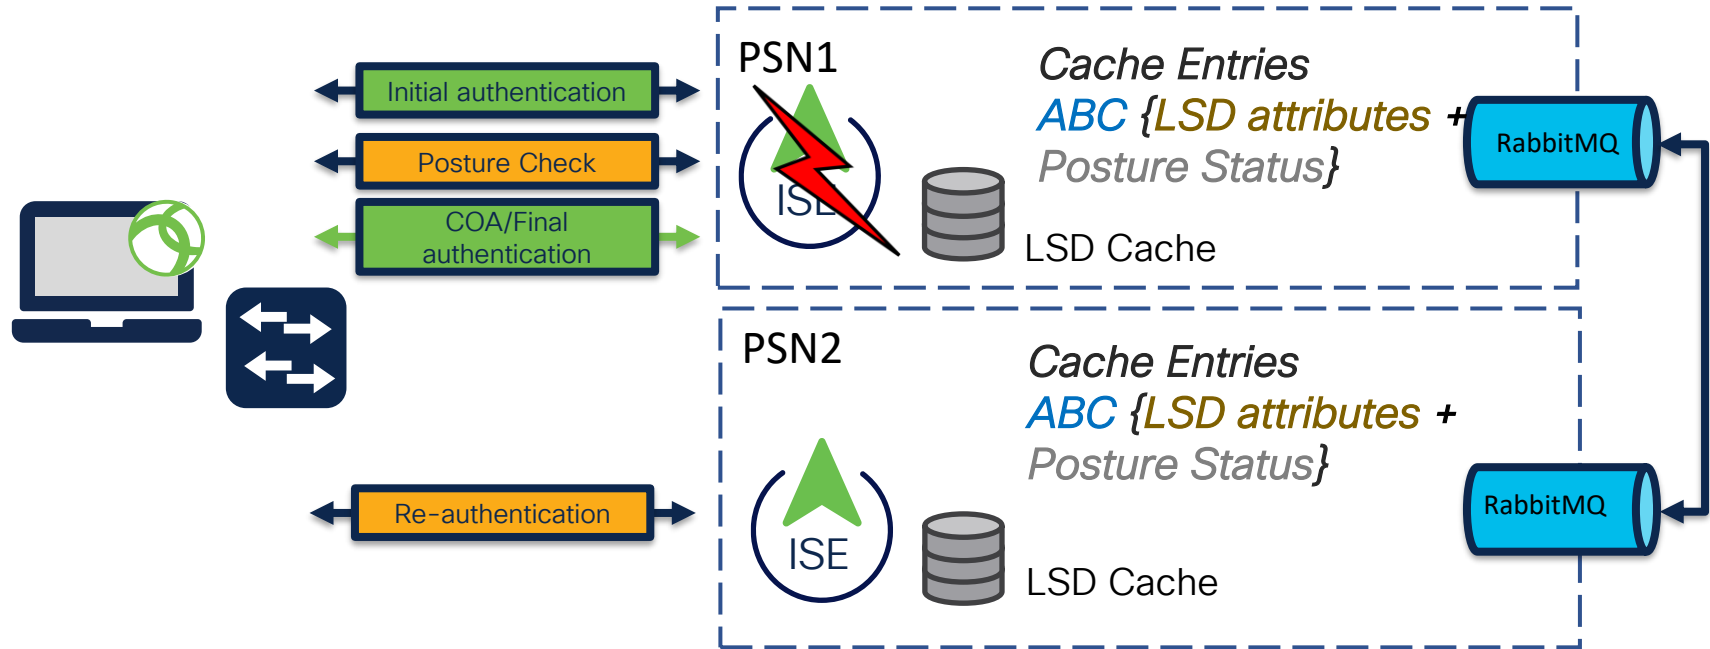 PSN1
Initial authentication
Posture Check
COA/Final
authentication
ISE
LSD Cache
Cache Entries
ABC {LSD attributes +
Posture Status}
RabbitMQ
PSN2
Re-authentication
ISE
LSD Cache
Cache Entries
ABC {LSD attributes +
Posture Status}
RabbitMQ